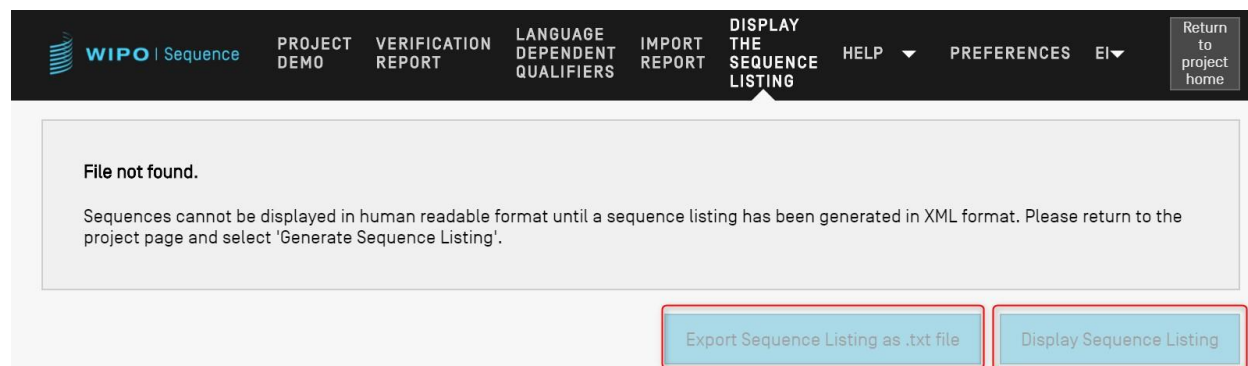 WIPO | Sequence
PROJECT
DEMO
VERIFICATION
REPORT
LANGUAGE
DEPENDENT
QUALIFIERS
IMPORT
REPORT
DISPLAY
THE
SEQUENCE
LISTING
HELP
PREFERENCES
EI
Return
to
project
home
File not found.
Sequences cannot be displayed in human readable format until a sequence listing has been generated in XML format. Please return to the
project page and select 'Generate Sequence Listing'.
Export Sequence Listing as .txt file
Display Sequence Listing